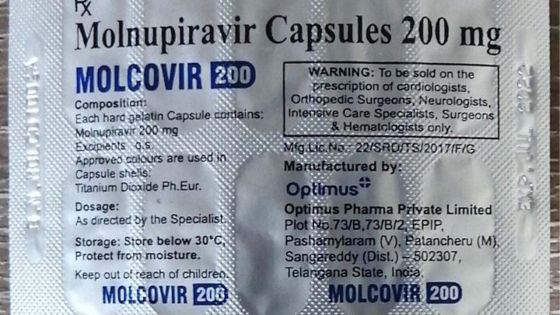 Rx
Molnupiravir Capsules 200 mg
MOLCOVIR 200
Composition:
Each hard gelatin Capsule contains:
Molnupiravir 200 mg
Excipients q.s.
Approved colours are used in
Capsule shells:
Titanium Dioxide Ph.Eur.
Dosage:
As directed by the Specialist.
Storage: Store below 30°C,
Protect from moisture.
Keep out of reach of children.
MOLCOVIR 200
WARNING: To be sold on the
prescription of cardiologists,
Orthopedic Surgeons, Neurologists,
Intensive Care Specialists, Surgeons
& Hematologists only.
Mfg.Lic.No.: 22/SRD/TS/2017/F/G
Manufactured by:
Optimus
Optimus Pharma Private Limited
Plot No.73/B,73/B/2, EPIP,
Pashamylaram (V), Patancheru (M),
Sangareddy (Dist.) – 502307,
Telangana State, India.
MOLCOVIR 200
2022